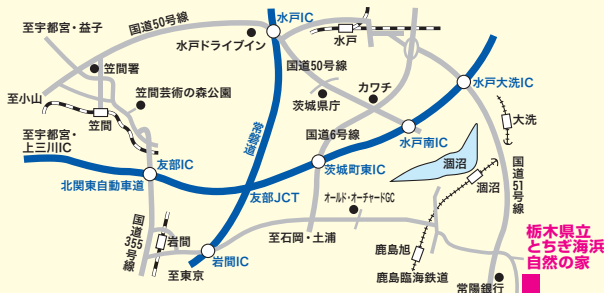 至宇都宮・益子
国道50号線
水戸IC
水戸ドライブイン
水戸
笠間署
国道50号線
カワチ
水戸大洗IC
至小山
笠間芸術の森公園
茨城県庁
大洗
笠間
常磐道
国道6号線
水戸南IC
至宇都宮・
上三川IC
友部IC
茨城町東IC
涸沼
涸沼
北関東自動車道
友部JCT
国道51号線
オールド・オーチャードGC
国道355号線
岩間
至石岡・土浦
鹿島旭
栃木県立
とちぎ海浜
自然の家
岩間IC
至東京
鹿島臨海鉄道
常陽銀行